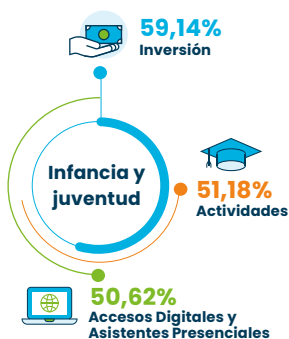 59,14%
Inversión
Infancia y
juventud
51,18%
Actividades
50,62%
Accesos Digitales y
Asistentes Presenciales